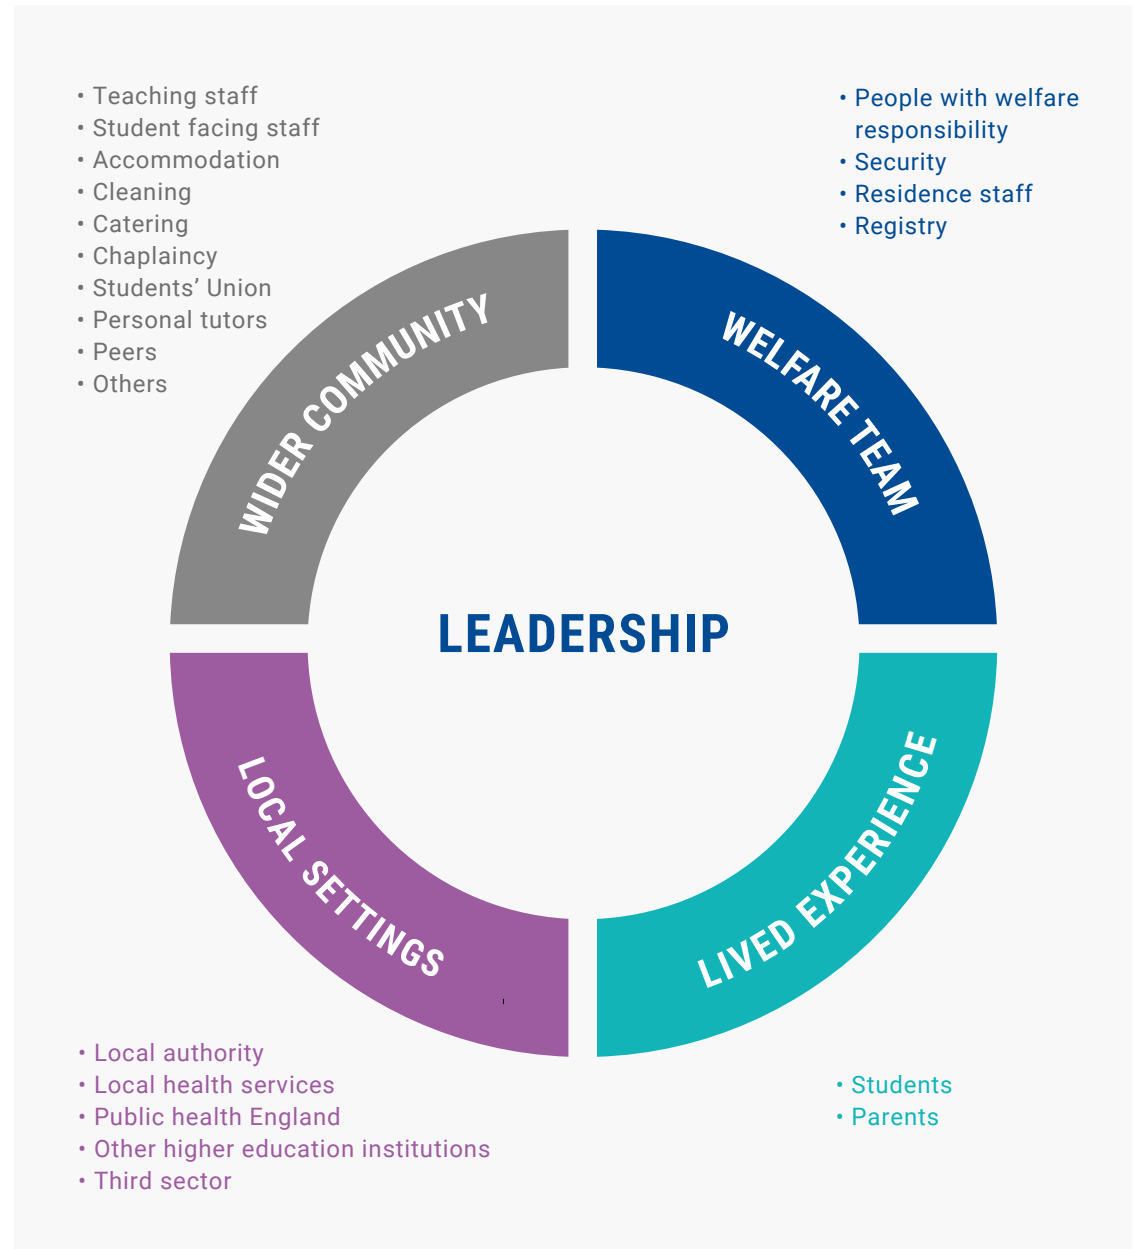 • Teaching staff
• Student facing staff
• Accommodation
• Cleaning
• Catering
• Chaplaincy
• Students’ Union
• Personal tutors
• Peers
• Others
• People with welfare
responsibility
• Security
• Residence staff
• Registry
WIDER COMMUNITY
WELFARE TEAM
LEADERSHIP
LOCAL SETTINGS
LIVED EXPERIENCE
• Local authority
• Local health services
• Public health England
• Other higher education institutions
• Third sector
• Students
• Parents